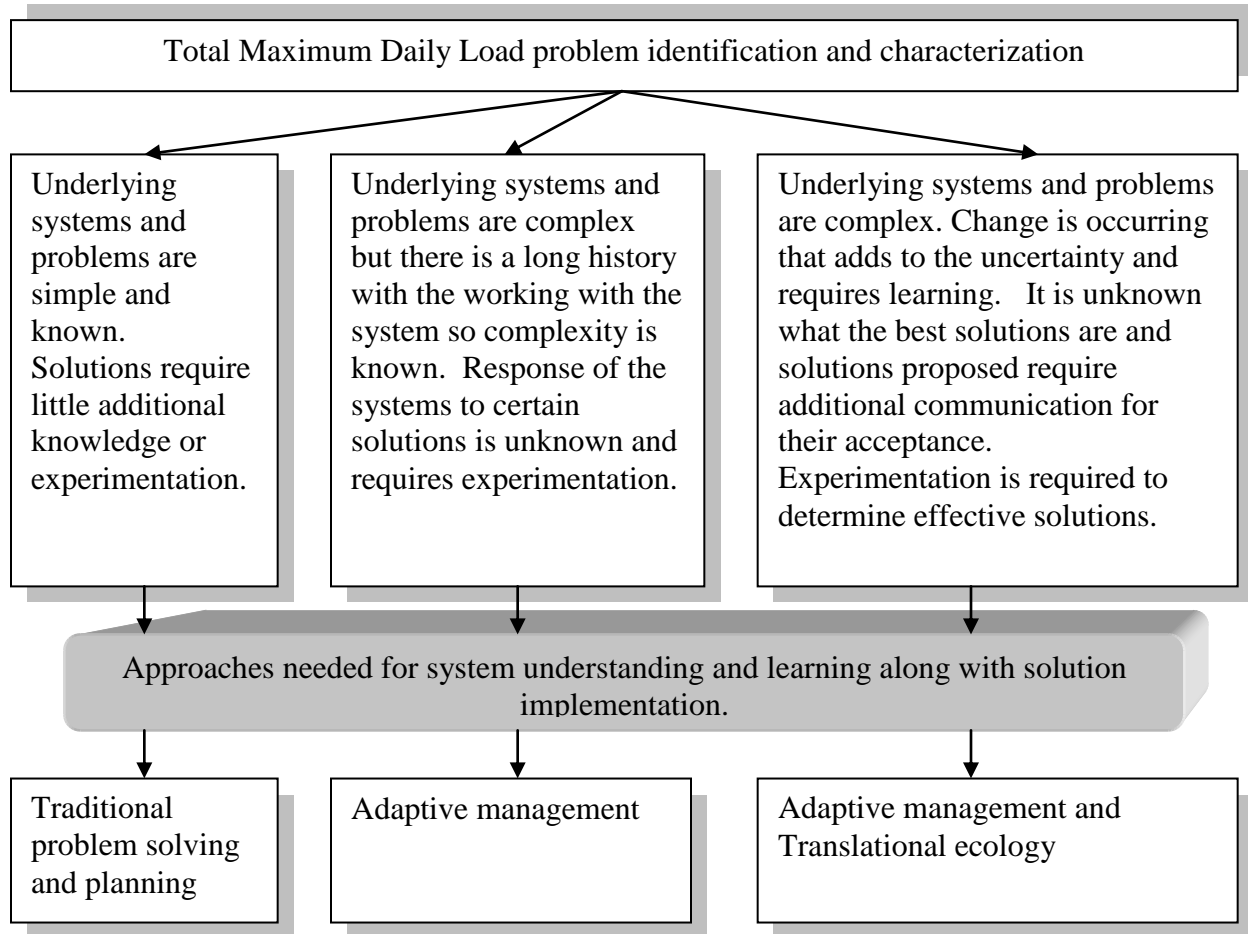 Total Maximum Daily Load problem identification and characterization
Underlying
systems and
problems are
simple and
known.
Solutions require
little additional
knowledge or
experimentation.
Underlying systems and
problems are complex
but there is a long history
with the working with the
system so complexity is
known.  Response of the
systems to certain
solutions is unknown and
requires experimentation.
Underlying systems and problems
are complex. Change is occurring
that adds to the uncertainty and
requires learning.   It is unknown
what the best solutions are and
solutions proposed require
additional communication for
their acceptance.
Experimentation is required to
determine effective solutions.
Approaches needed for system understanding and learning along with solution
implementation.
Traditional
problem solving
and planning
Adaptive management
Adaptive management and
Translational ecology